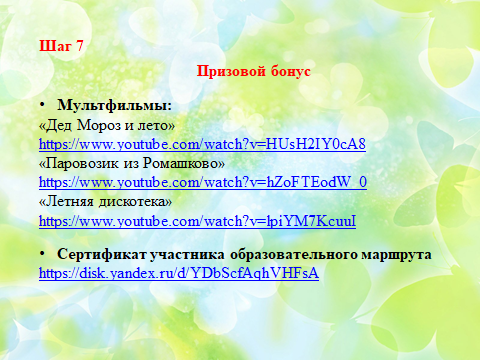 Шаг 7
Призовой бонус
• Мультфильмы:
«Дед Мороз и лето»
https://www.youtube.com/watch?v=HUsH2IY0cA8
«Паровозик из Ромашково»
https://www.youtube.com/watch?v=hZoFTEodW_0
«Летняя дискотека»
https://www.youtube.com/watch?v=lpiYM7KcuuI
• Сертификат участника образовательного маршрута
https://disk.yandex.ru/d/YDbScfAqhVHFsA